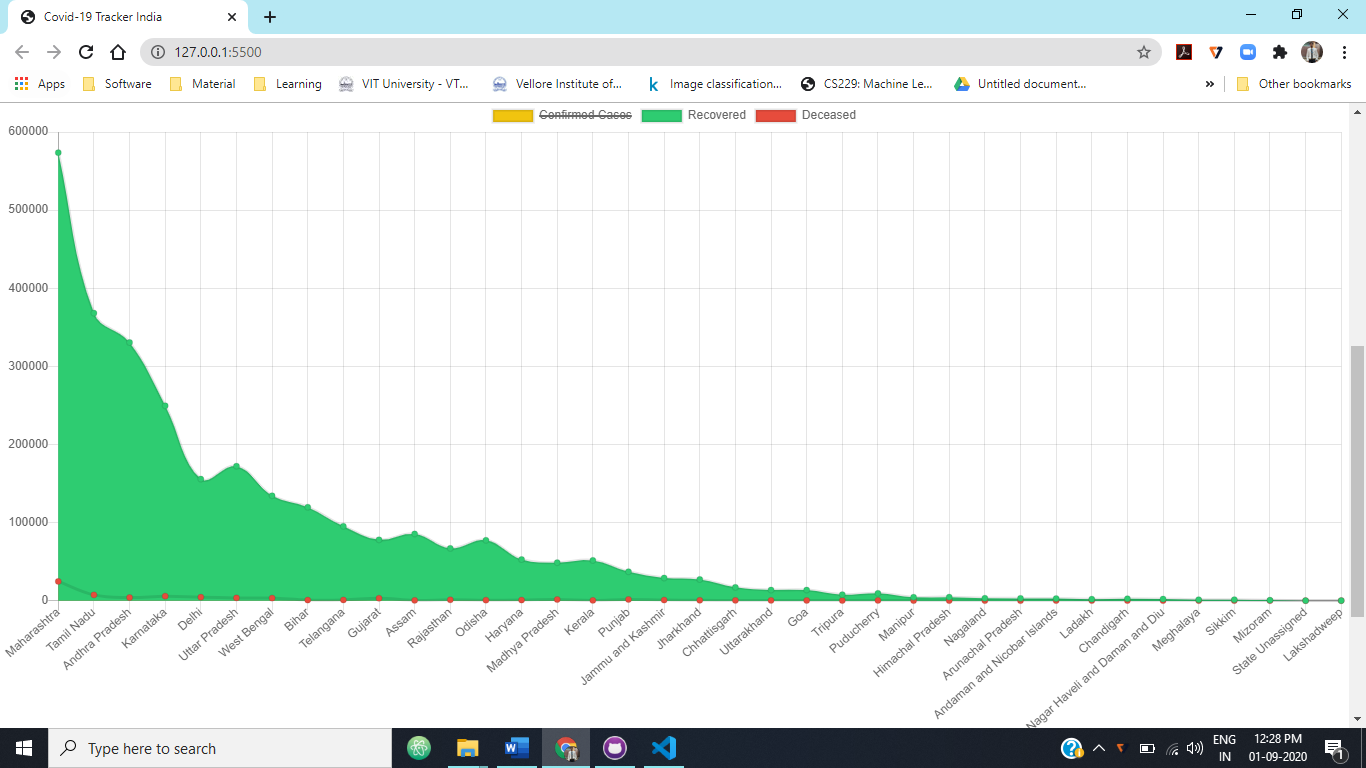 Covid-19 Tracker India
127.0.0.1:5500
Apps Software Material Learning VIT University - VT... Vellore Institute of... Image classification... CS229: Machine Le... Untitled document... » Other bookmarks
Confirmed Cases Recovered Deceased
600000
500000
400000
300000
200000
100000
0
Maharashtra
Tamil Nadu
Andhra Pradesh
Karnataka
Delhi
Uttar Pradesh
West Bengal
Bihar
Telangana
Gujarat
Assam
Rajasthan
Odisha
Haryana
Madhya Pradesh
Kerala
Punjab
Jammu and Kashmir
Jharkhand
Chhattisgarh
Uttarakhand
Goa
Tripura
Puducherry
Manipur
Himachal Pradesh
Nagaland
Arunachal Pradesh
Andaman and Nicobar Islands
Ladakh
Chandigarh
Nagar Haveli and Daman and Diu
Meghalaya
Sikkim
Mizoram
State Unassigned
Lakshadweep
Type here to search
ENG
IN
12:28 PM
01-09-2020
1